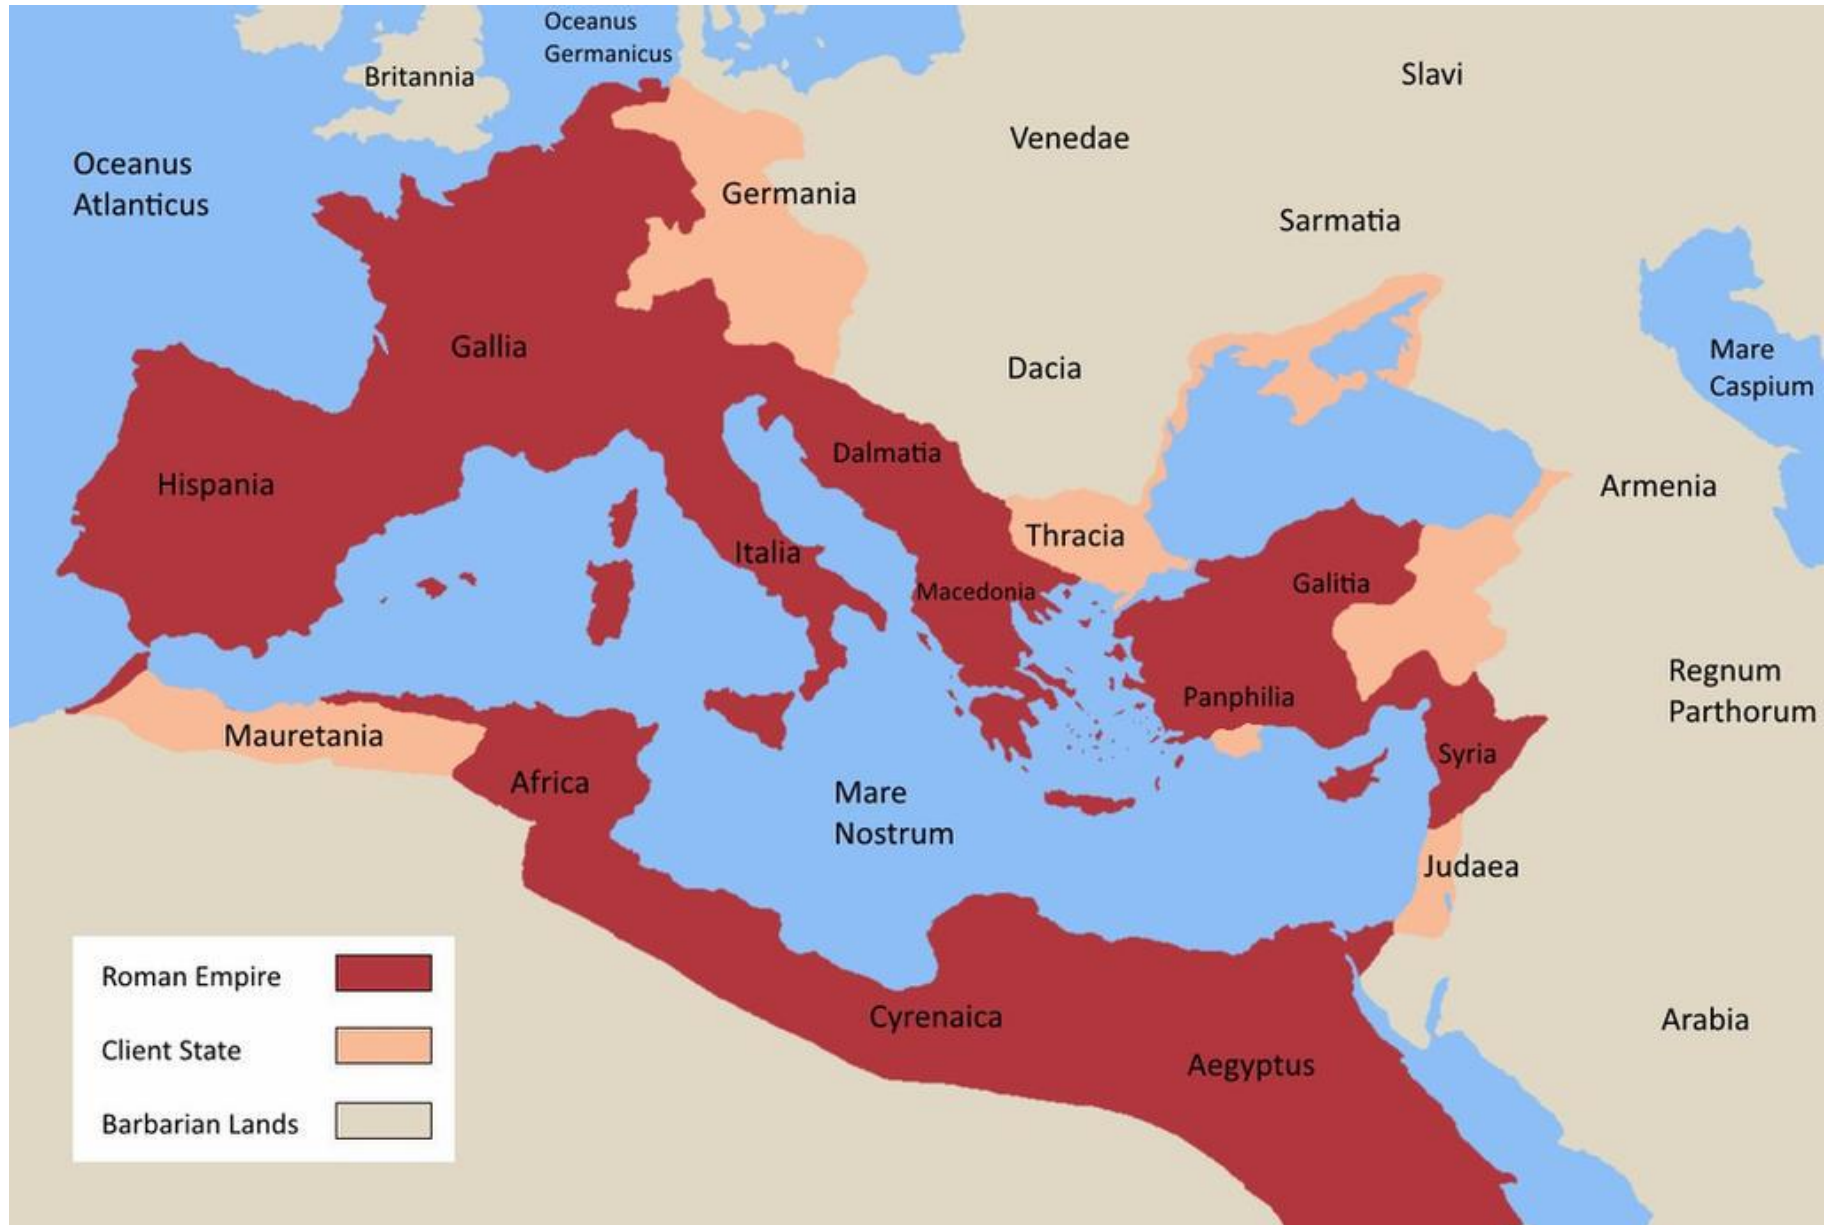 Oceanus
Germanicus
Britannia
Slavi
Venedae
Oceanus
Atlanticus
Germania
Sarmatia
Gallia
Dacia
Mare
Caspium
Hispania
Dalmatia
Armenia
Italia
Thracia
Macedonia
Galitia
Regnum
Parthorum
Panphilia
Mauretania
Syria
Africa
Mare
Nostrum
Judaea
Roman Empire
Client State
Barbarian Lands
Cyrenaica
Aegyptus
Arabia